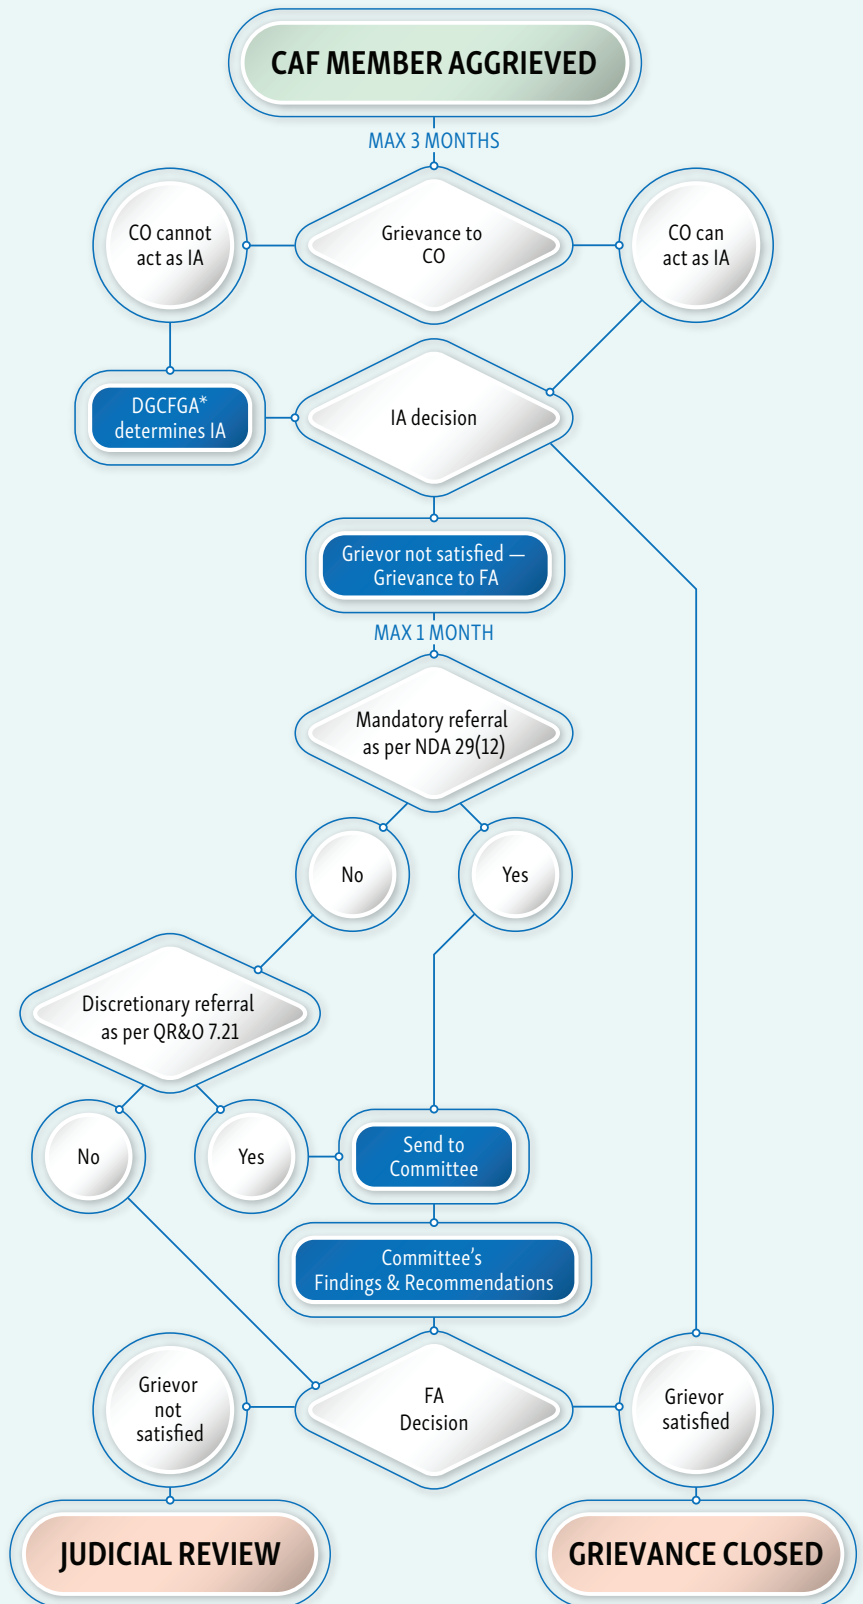 CAF MEMBER AGGRIEVED
MAX 3 MONTHS
CO cannot
act as IA
Grievance to
CO
CO can
act as IA
DGCFGA*
determines IA
IA decision
Grievor not satisfied —
Grievance to FA
MAX 1 MONTH
Mandatory referral
as per NDA 29(12)
No
Yes
Discretionary referral
as per QR&O 7.21
No
Yes
Send to
Committee
Committee’s
Findings & Recommendations
Grievor
not
satisfied
FA
Decision
Grievor
satisfied
JUDICIAL REVIEW
GRIEVANCE CLOSED